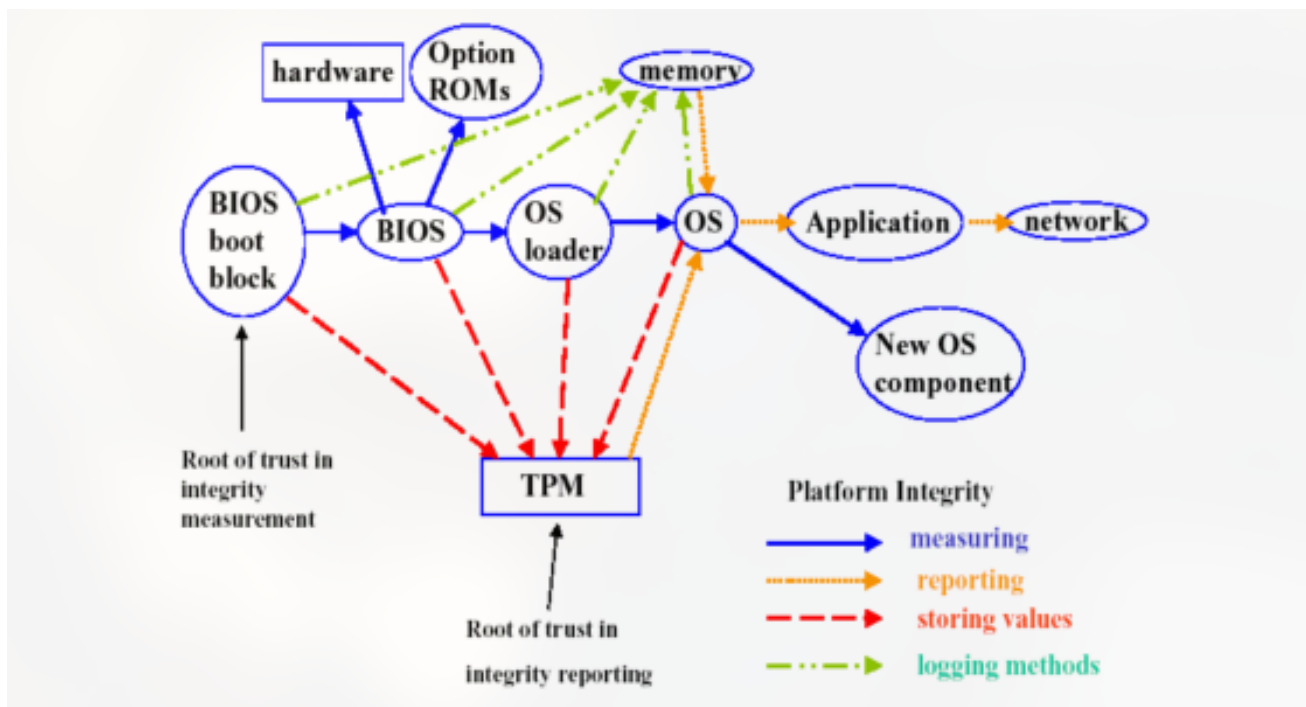 hardware
Option
ROMs
memory
BIOS
boot
block
BIOS
OS
loader
OS
Application
network
New OS
component
Root of trust in
integrity
measurement
TPM
Root of trust in
integrity reporting
Platform Integrity
measuring
reporting
storing values
logging methods